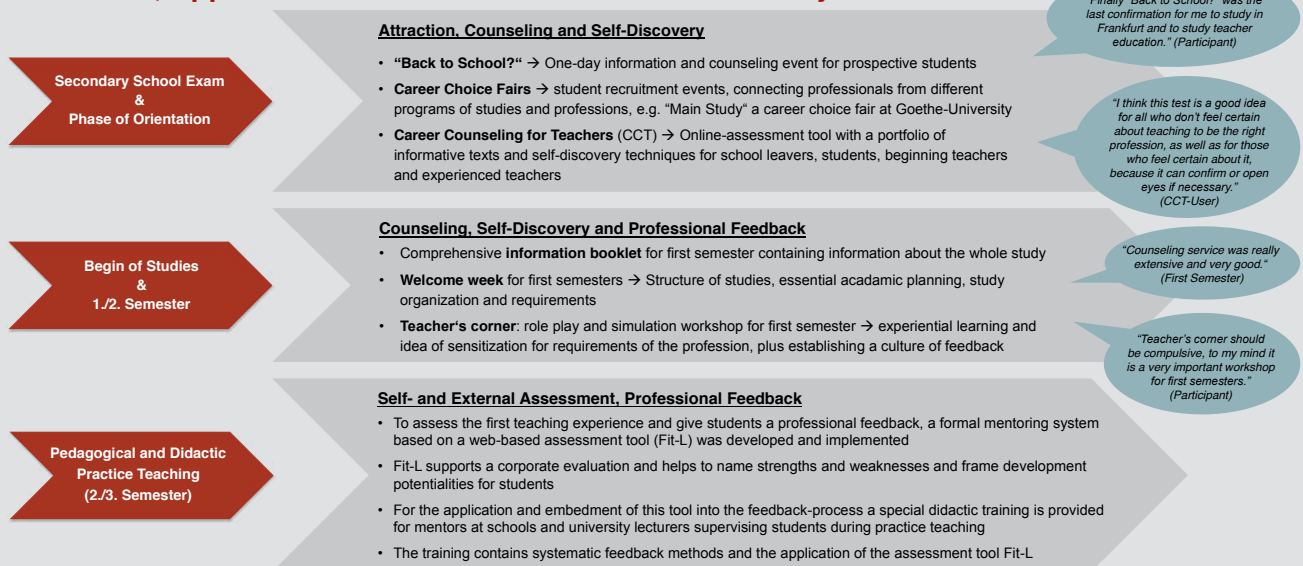 Finally "Back to School?" was the
last confirmation for me to study in
Frankfurt and to study teacher
education." (Participant)
Secondary School Exam
&
Phase of Orientation
Attraction, Counseling and Self-Discovery
• “Back to School?“ → One-day information and counseling event for prospective students
• Career Choice Fairs → student recruitment events, connecting professionals from different
programs of studies and professions, e.g. “Main Study“ a career choice fair at Goethe-University
• Career Counseling for Teachers (CCT) → Online-assessment tool with a portfolio of
informative texts and self-discovery techniques for school leavers, students, beginning teachers
and experienced teachers
“I think this test is a good idea
for all who don’t feel certain
about teaching to be the right
profession, as well as for those
who feel certain about it,
because it can confirm or open
eyes if necessary.”
(CCT-User)
Begin of Studies
&
1./2. Semester
Counseling, Self-Discovery and Professional Feedback
• Comprehensive information booklet for first semester containing information about the whole study
• Welcome week for first semesters → Structure of studies, essential acadamic planning, study
organization and requirements
• Teacher‘s corner: role play and simulation workshop for first semester → experiential learning and
idea of sensitization for requirements of the profession, plus establishing a culture of feedback
“Counseling service was really
extensive and very good.“
(First Semester)
“Teacher’s corner should
be compulsive, to my mind it
is a very important workshop
for first semesters.”
(Participant)
Pedagogical and Didactic
Practice Teaching
(2./3. Semester)
Self- and External Assessment, Professional Feedback
• To assess the first teaching experience and give students a professional feedback, a formal mentoring system
based on a web-based assessment tool (Fit-L) was developed and implemented
• Fit-L supports a corporate evaluation and helps to name strengths and weaknesses and frame development
potentialities for students
• For the application and embedment of this tool into the feedback-process a special didactic training is provided
for mentors at schools and university lecturers supervising students during practice teaching
• The training contains systematic feedback methods and the application of the assessment tool Fit-L